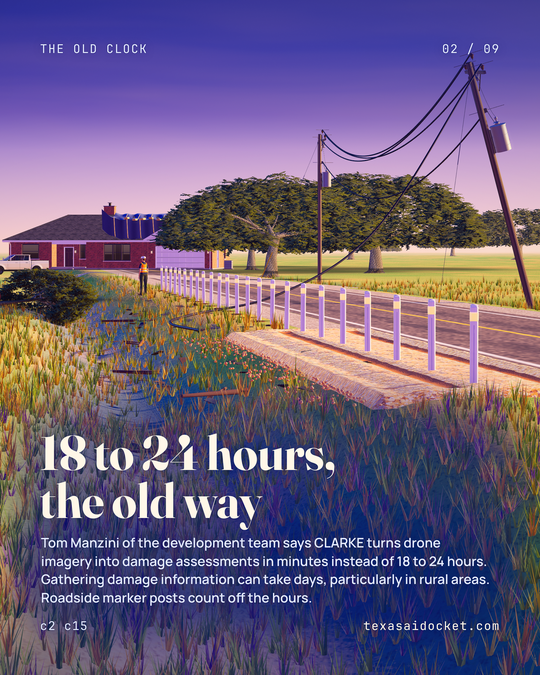 THE OLD CLOCK
02 / 09
18 to 24 hours,
the old way
Tom Manzini of the development team says CLARKE turns drone
imagery into damage assessments in minutes instead of 18 to 24 hours.
Gathering damage information can take days, particularly in rural areas.
Roadside marker posts count off the hours.
c2 c15
texasaidocket.com